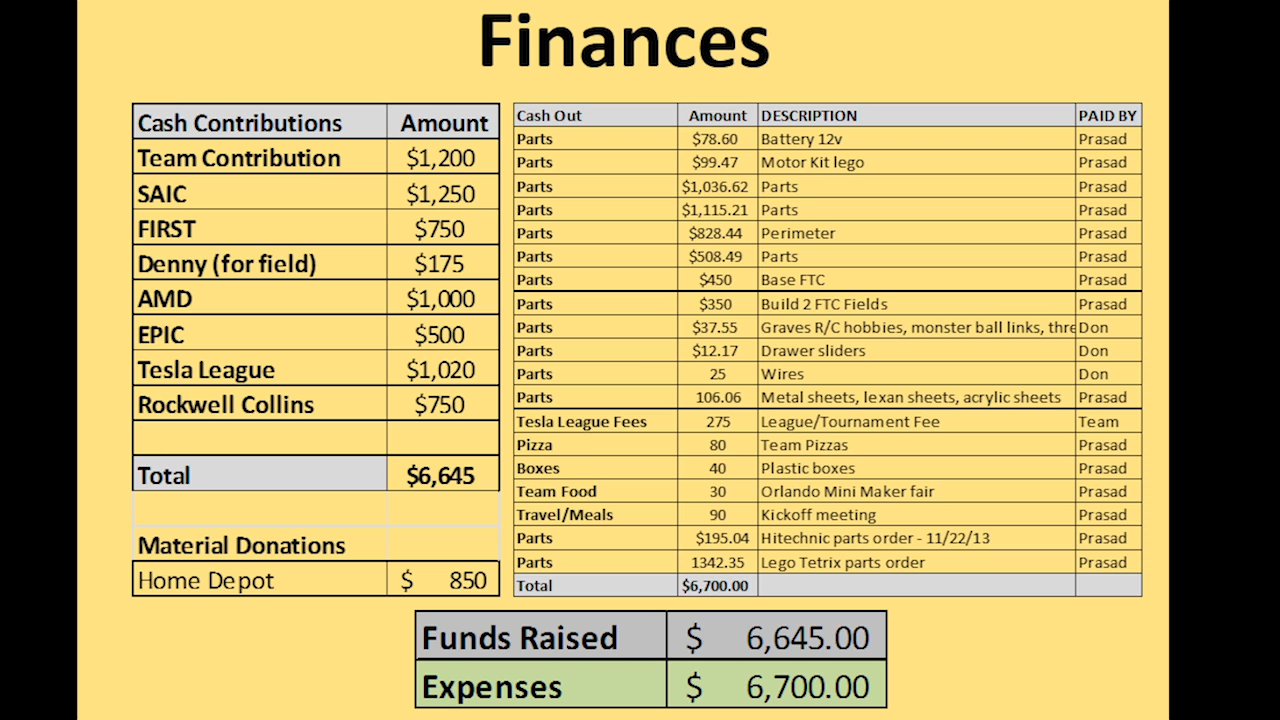 Finances
Cash Contributions Amount
Team Contribution $1,200
SAIC $1,250
FIRST $750
Denny (for field) $175
AMD $1,000
EPIC $500
Tesla League $1,020
Rockwell Collins $750
Total $6,645
Material Donations
Home Depot $ 850
Cash Out Amount DESCRIPTION PAID BY
Parts $78.60 Battery 12v Prasad
Parts $99.47 Motor Kit lego Prasad
Parts $1,036.62 Parts Prasad
Parts $1,115.21 Parts Prasad
Parts $828.44 Perimeter Prasad
Parts $508.49 Parts Prasad
Parts $450 Base FTC Prasad
Parts $350 Build 2 FTC Fields Prasad
Parts $37.55 Graves R/C hobbies, monster ball links, thre Don
Parts $12.17 Drawer sliders Don
Parts 25 Wires Don
Parts 106.06 Metal sheets, lexan sheets, acrylic sheets Prasad
Tesla League Fees 275 League/Tournament Fee Team
Pizza 80 Team Pizzas Prasad
Boxes 40 Plastic boxes Prasad
Team Food 30 Orlando Mini Maker fair Prasad
Travel/Meals 90 Kickoff meeting Prasad
Parts $195.04 Hitechnic parts order - 11/22/13 Prasad
Parts 1342.35 Lego Tetrix parts order Prasad
Total $6,700.00
Funds Raised $ 6,645.00
Expenses $ 6,700.00